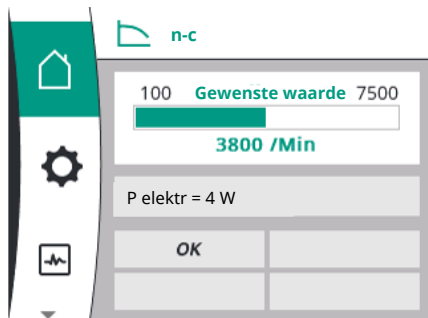 n-c
100 Gewenste waarde 7500
3800 /Min
P elektr = 4 W
OK